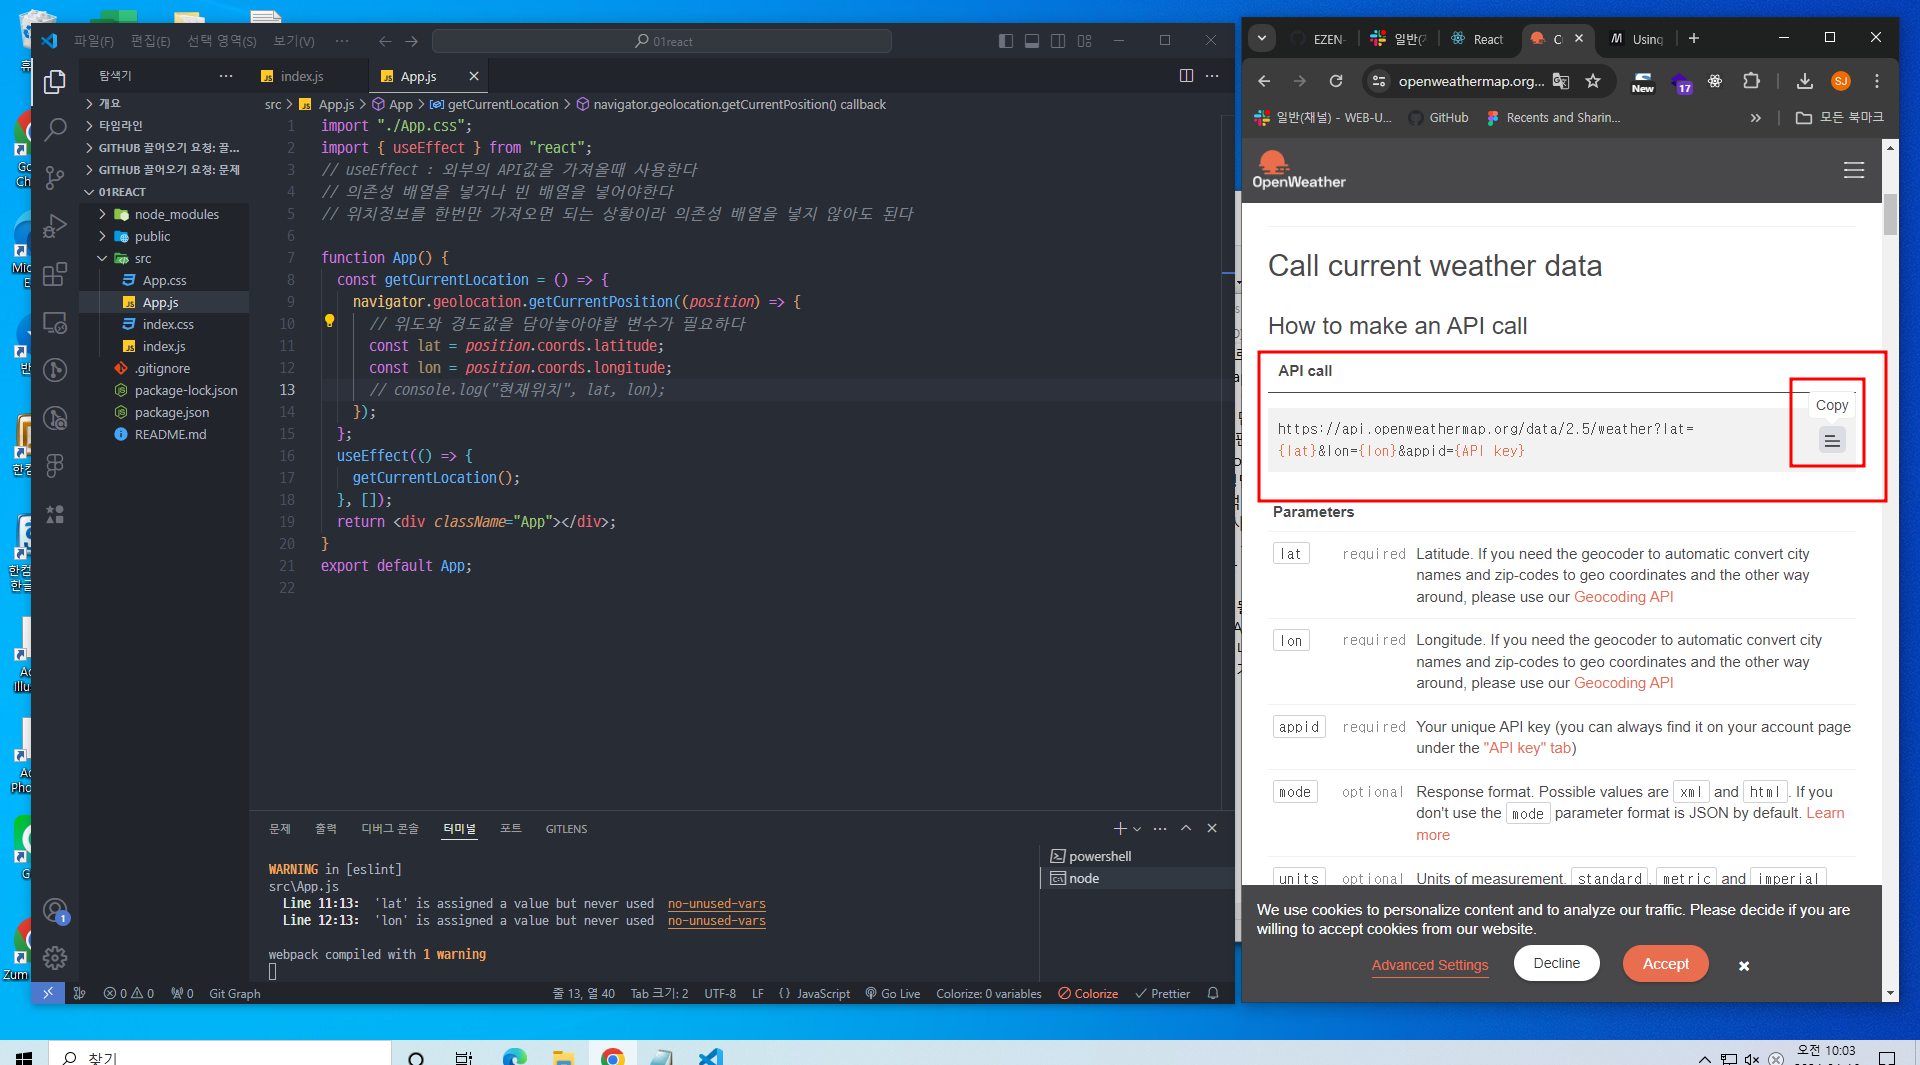 파일(F) 편집(E) 선택 영역(S) 보기(V) ··· 01react
탐색기 ···
개요
타임라인
GITHUB 끌어오기 요청: 끌...
GITHUB 끌어오기 요청: 문제
01REACT
node_modules
public
src
App.css
App.js
index.css
index.js
.gitignore
package-lock.json
package.json
README.md
index.js App.js
src > App.js > App > getCurrentLocation > navigator.geolocation.getCurrentPosition() callback
1 import "./App.css";
2 import { useEffect } from "react";
3 // useEffect : 외부의 API값을 가져올때 사용한다
4 // 의존성 배열을 넣거나 빈 배열을 넣어야한다
5 // 위치정보를 한번만 가져오면 되는 상황이라 의존성 배열을 넣지 않아도 된다
6
7 function App() {
8 const getCurrentLocation = () => {
9 navigator.geolocation.getCurrentPosition((position) => {
10 // 위도와 경도값을 담아놓아야할 변수가 필요하다
11 const lat = position.coords.latitude;
12 const lon = position.coords.longitude;
13 // console.log("현재위치", lat, lon);
14 });
15 };
16 useEffect(() => {
17 getCurrentLocation();
18 }, []);
19 return <div className="App"></div>;
20 }
21 export default App;
22
문제 출력 디버그 콘솔 터미널 포트 GITLENS
WARNING in [eslint]
src\App.js
Line 11:13: 'lat' is assigned a value but never used no-unused-vars
Line 12:13: 'lon' is assigned a value but never used no-unused-vars
webpack compiled with 1 warning
powershell
node
1
0 0 0 Git Graph 줄 13, 열 40 Tab 크기: 2 UTF-8 LF {} JavaScript Go Live Colorize: 0 variables Colorize Prettier
EZEN- 일반( React Using
openweathermap.org... New 17 SJ
일반(채널) - WEB-U... GitHub Recents and Sharin... » 모든 북마크
OpenWeather
Call current weather data
How to make an API call
API call
Copy
https://api.openweathermap.org/data/2.5/weather?lat=
{lat}&lon={lon}&appid={API key}
Parameters
lat required Latitude. If you need the geocoder to automatic convert city
names and zip-codes to geo coordinates and the other way
around, please use our Geocoding API
lon required Longitude. If you need the geocoder to automatic convert city
names and zip-codes to geo coordinates and the other way
around, please use our Geocoding API
appid required Your unique API key (you can always find it on your account page
under the "API key" tab)
mode optional Response format. Possible values are xml and html. If you
don't use the mode parameter format is JSON by default. Learn
more
units optional Units of measurement. standard, metric and imperial
We use cookies to personalize content and to analyze our traffic. Please decide if you are
willing to accept cookies from our website.
Advanced Settings Decline Accept
찾기
오전 10:03